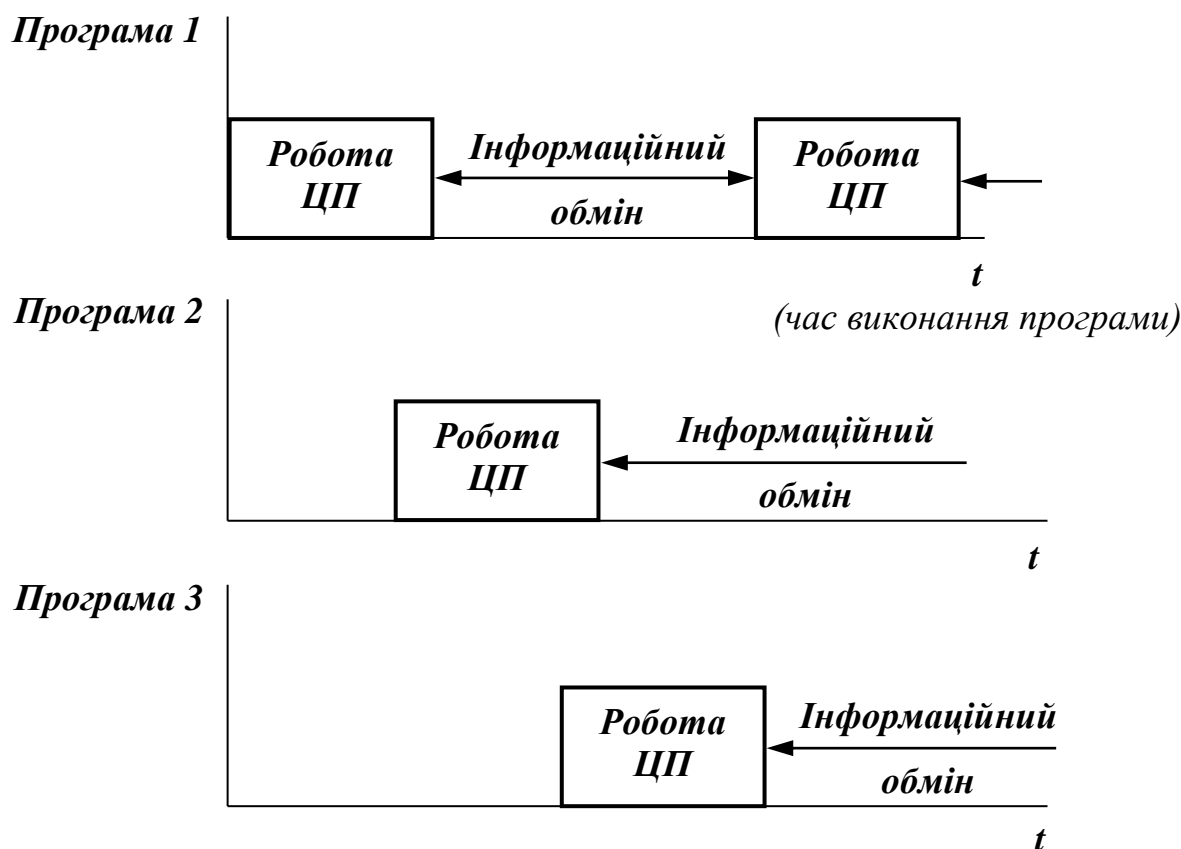 Програма 1
Робота
ЦП
Інформаційний
обмін
Робота
ЦП
t
(час виконання програми)
Програма 2
Робота
ЦП
Інформаційний
обмін
t
Програма 3
Робота
ЦП
Інформаційний
обмін
t